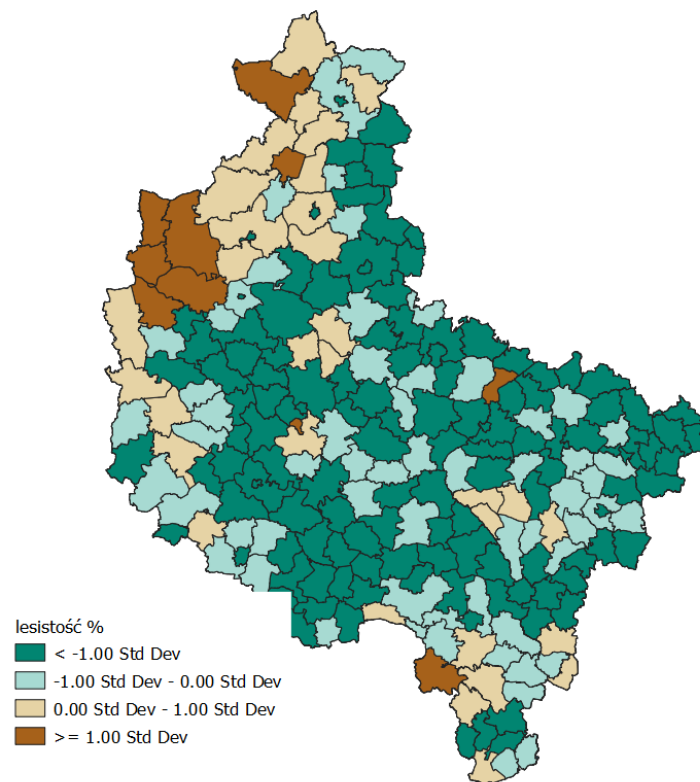 lesistość %
< -1.00 Std Dev
-1.00 Std Dev - 0.00 Std Dev
0.00 Std Dev - 1.00 Std Dev
>= 1.00 Std Dev